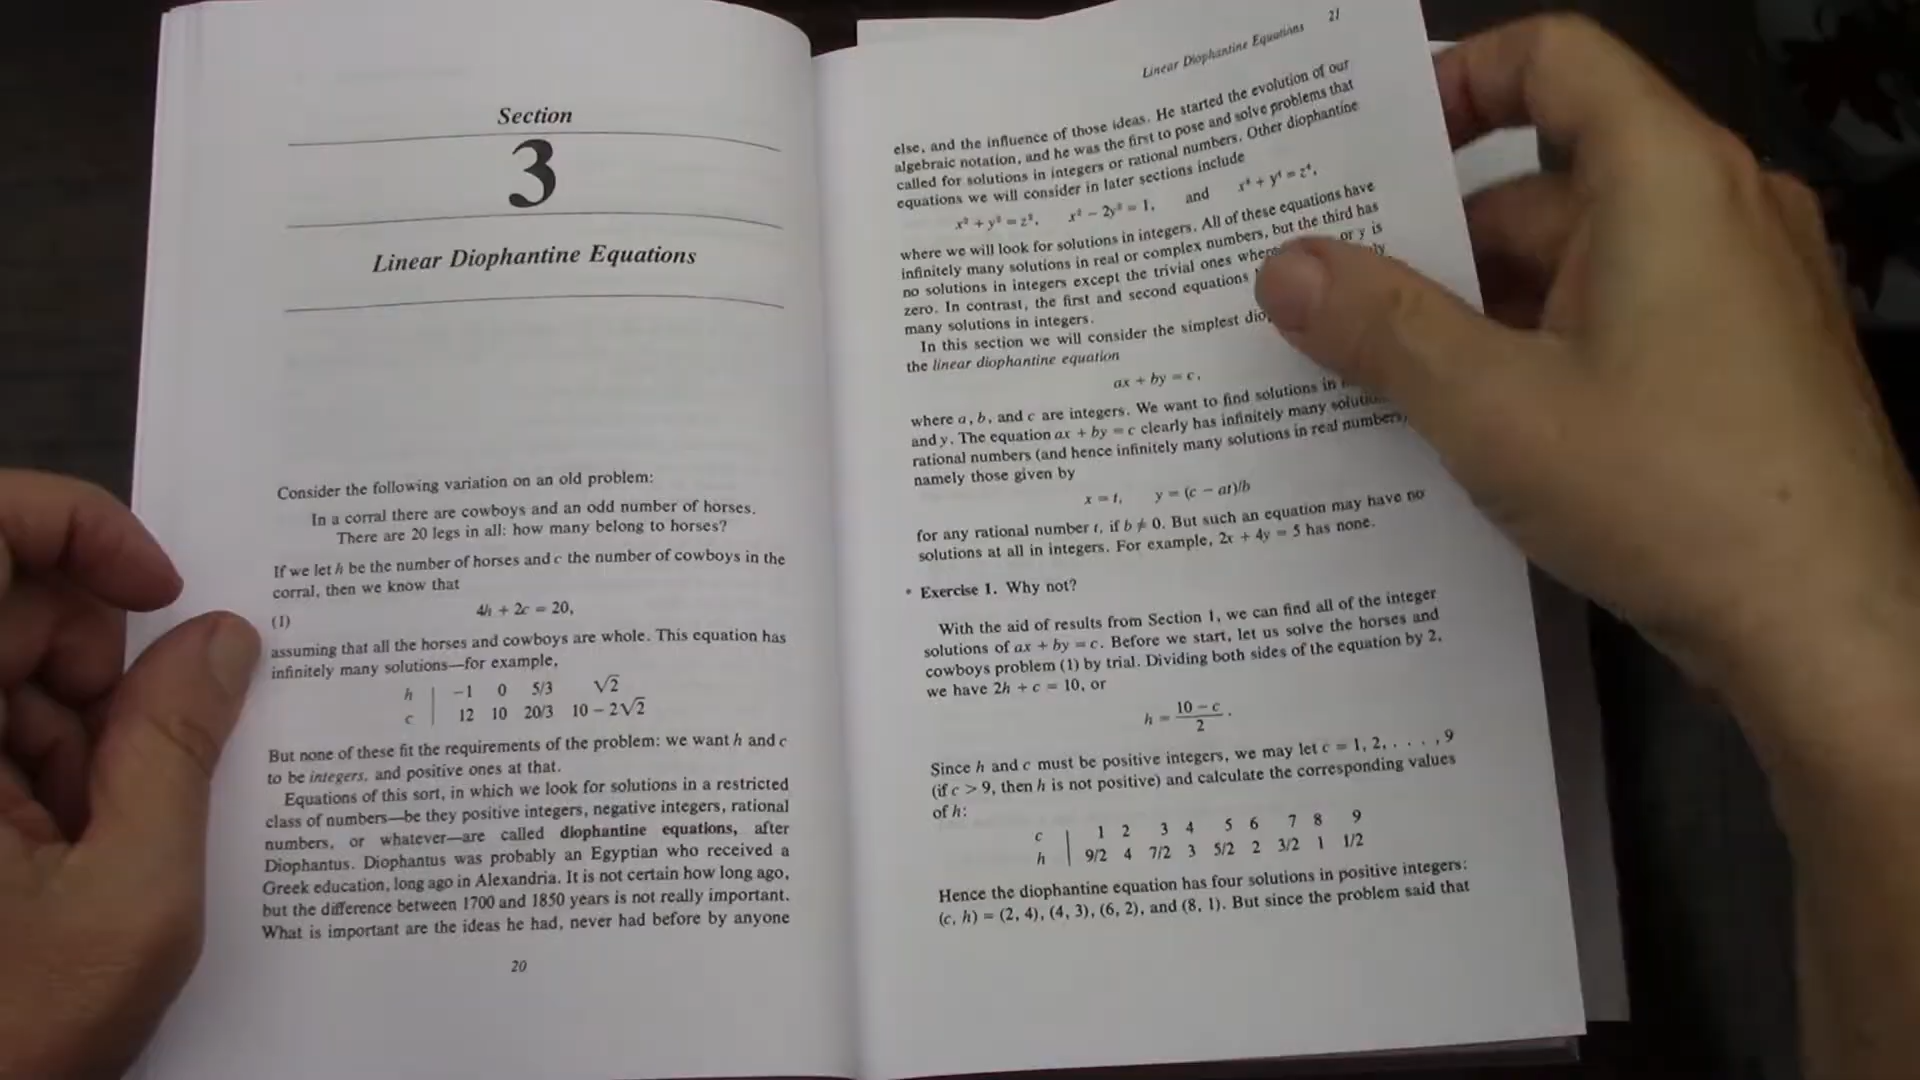 Section
3
Linear Diophantine Equations
Consider the following variation on an old problem:
In a corral there are cowboys and an odd number of horses.
There are 20 legs in all: how many belong to horses?
If we let h be the number of horses and c the number of cowboys in the
corral, then we know that
(1) 4h + 2c = 20,
assuming that all the horses and cowboys are whole. This equation has
infinitely many solutions—for example,
h | −1 0 5/3 √2
c | 12 10 20/3 10 − 2√2
But none of these fit the requirements of the problem: we want h and c
to be integers, and positive ones at that.
Equations of this sort, in which we look for solutions in a restricted
class of numbers—be they positive integers, negative integers, rational
numbers, or whatever—are called diophantine equations, after
Diophantus. Diophantus was probably an Egyptian who received a
Greek education, long ago in Alexandria. It is not certain how long ago,
but the difference between 1700 and 1850 years is not really important.
What is important are the ideas he had, never had before by anyone
20
Linear Diophantine Equations 21
else, and the influence of those ideas. He started the evolution of our
algebraic notation, and he was the first to pose and solve problems that
called for solutions in integers or rational numbers. Other diophantine
equations we will consider in later sections include
x² + y² = z², x² − 2y² = 1, and x⁴ + y⁴ = z⁴,
where we will look for solutions in integers. All of these equations have
infinitely many solutions in real or complex numbers, but the third has
no solutions in integers except the trivial ones where or y is
zero. In contrast, the first and second equations
many solutions in integers.
In this section we will consider the simplest
the linear diophantine equation
ax + by = c,
where a, b, and c are integers. We want to find solutions in
and y. The equation ax + by = c clearly has infinitely many
rational numbers (and hence infinitely many solutions in real numbers)
namely those given by
x = t, y = (c − at)/b
for any rational number t, if b ≠ 0. But such an equation may have no
solutions at all in integers. For example, 2x + 4y = 5 has none.
* Exercise 1. Why not?
With the aid of results from Section 1, we can find all of the integer
solutions of ax + by = c. Before we start, let us solve the horses and
cowboys problem (1) by trial. Dividing both sides of the equation by 2,
we have 2h + c = 10, or
h = (10 − c)/2.
Since h and c must be positive integers, we may let c = 1, 2, . . . , 9
(if c > 9, then h is not positive) and calculate the corresponding values
of h:
c | 1 2 3 4 5 6 7 8 9
h | 9/2 4 7/2 3 5/2 2 3/2 1 1/2
Hence the diophantine equation has four solutions in positive integers:
(c, h) = (2, 4), (4, 3), (6, 2), and (8, 1). But since the problem said that